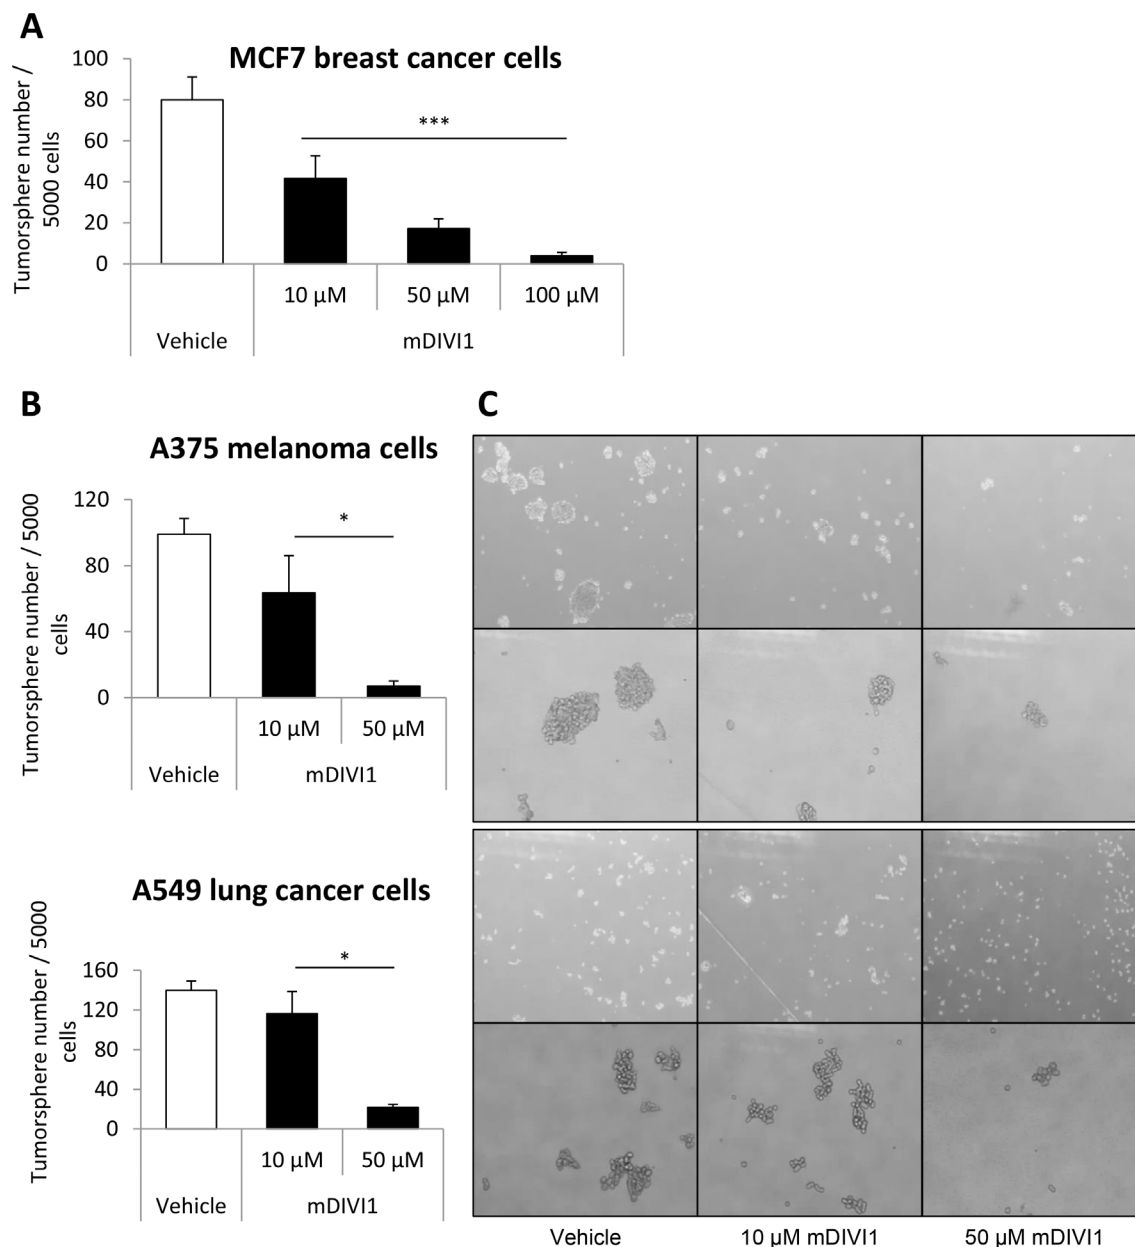 A
MCF7 breast cancer cells
Tumorsphere number /
5000 cells
100
80
60
40
20
0
***
10 µM 50 µM 100 µM
Vehicle mDIVI1
B
A375 melanoma cells
Tumorsphere number / 5000
cells
120
80
40
0
*
10 µM 50 µM
Vehicle mDIVI1
A549 lung cancer cells
Tumorsphere number / 5000
cells
160
120
80
40
0
*
10 µM 50 µM
Vehicle mDIVI1
C
Vehicle 10 µM mDIVI1 50 µM mDIVI1